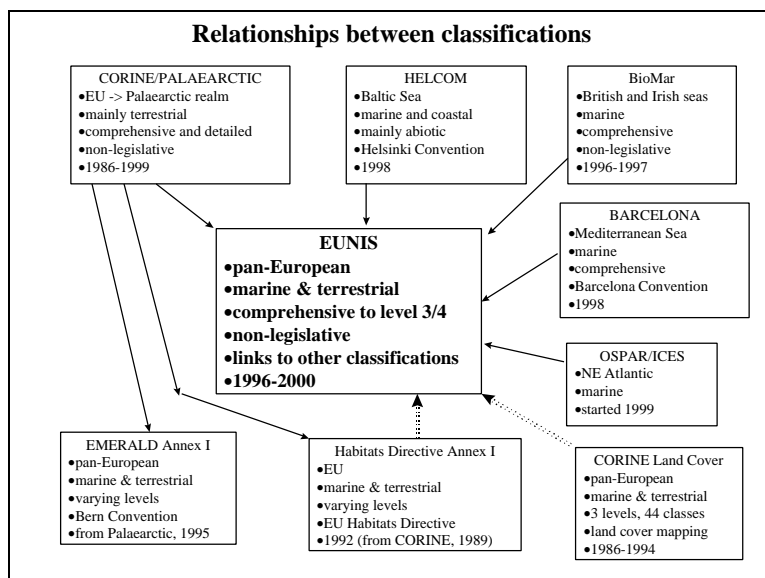 Relationships between classifications
CORINE/PALAEARCTIC
●EU -> Palaearctic realm
●mainly terrestrial
●comprehensive and detailed
●non-legislative
●1986-1999
HELCOM
●Baltic Sea
●marine and coastal
●mainly abiotic
●Helsinki Convention
●1998
BioMar
●British and Irish seas
●marine
●comprehensive
●non-legislative
●1996-1997
EUNIS
●pan-European
●marine & terrestrial
●comprehensive to level 3/4
●non-legislative
●links to other classifications
●1996-2000
BARCELONA
●Mediterranean Sea
●marine
●comprehensive
●Barcelona Convention
●1998
OSPAR/ICES
●NE Atlantic
●marine
●started 1999
EMERALD Annex I
●pan-European
●marine & terrestrial
●varying levels
●Bern Convention
●from Palaearctic, 1995
Habitats Directive Annex I
●EU
●marine & terrestrial
●varying levels
●EU Habitats Directive
●1992 (from CORINE, 1989)
CORINE Land Cover
●pan-European
●marine & terrestrial
●3 levels, 44 classes
●land cover mapping
●1986-1994